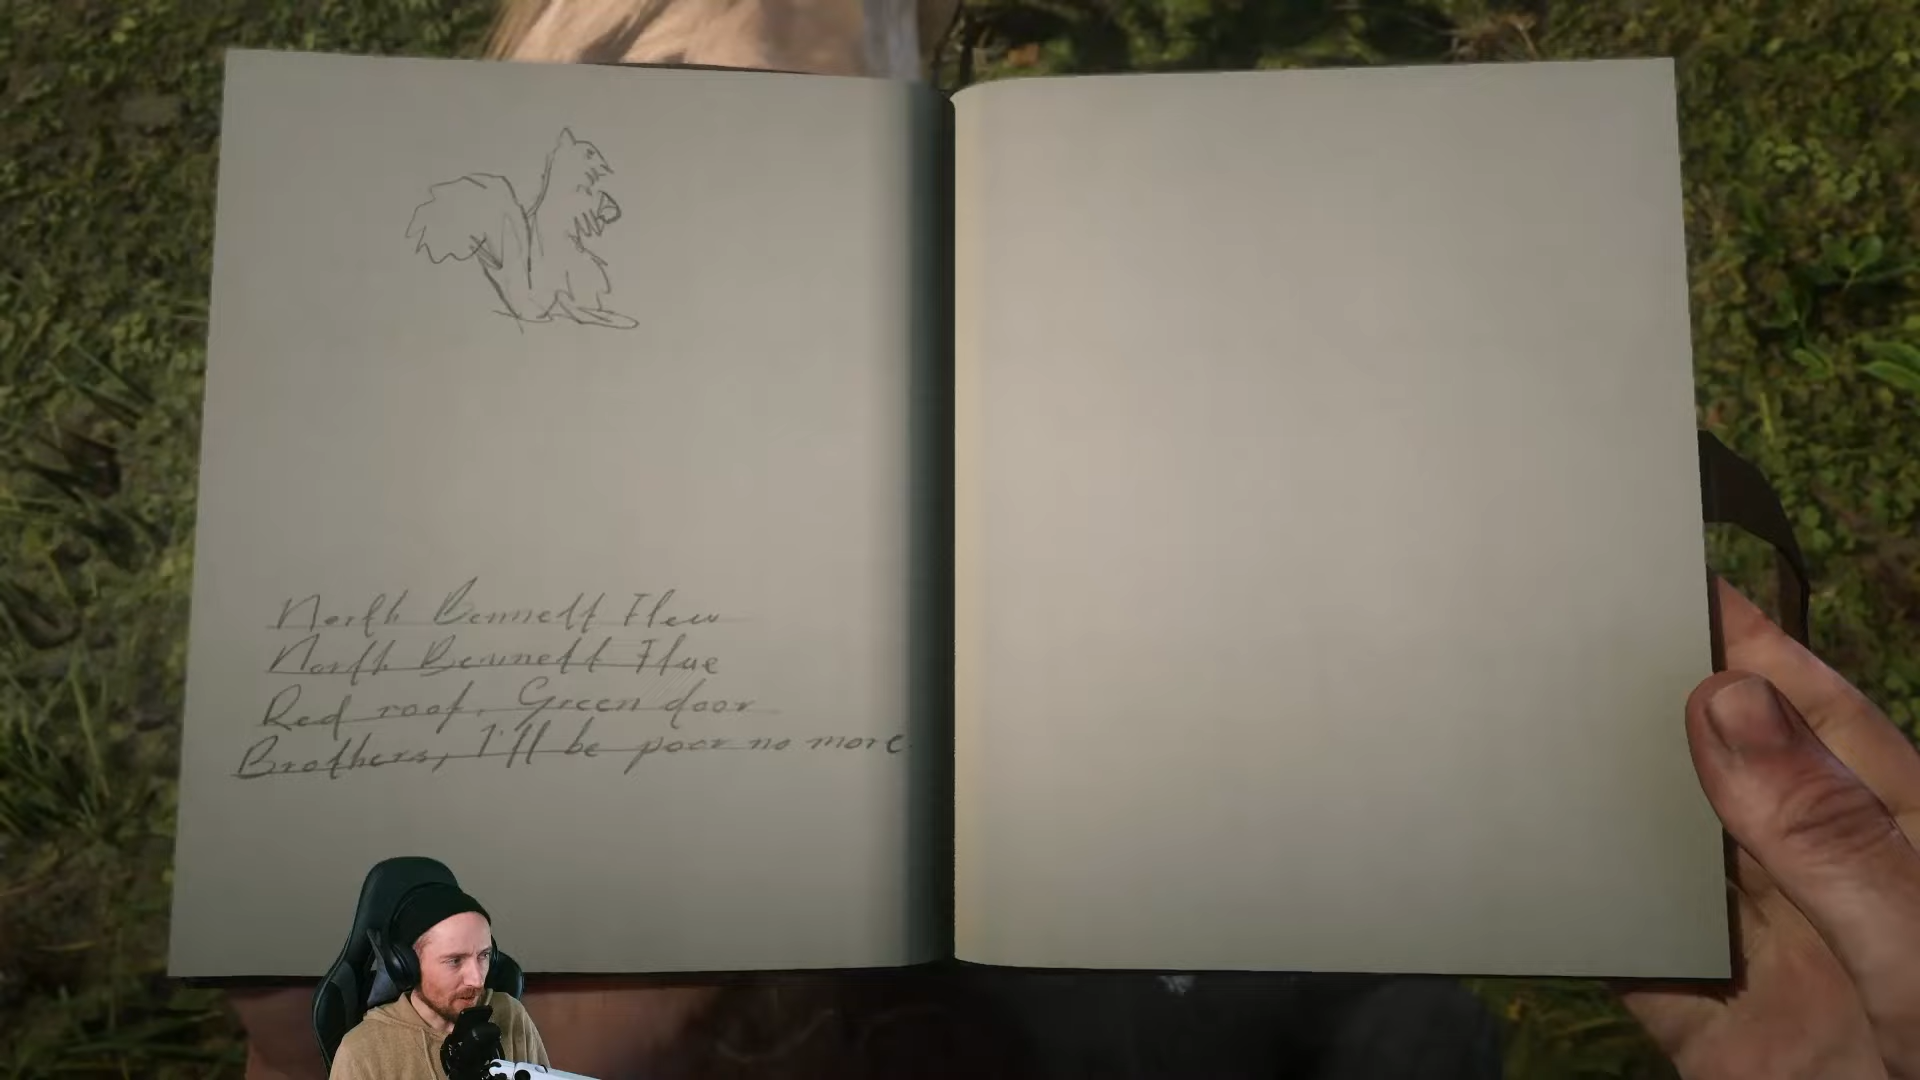 North Bennett Flew
North Bennett Flue
Red roof, Green door
Brothers, I'll be poor no more.